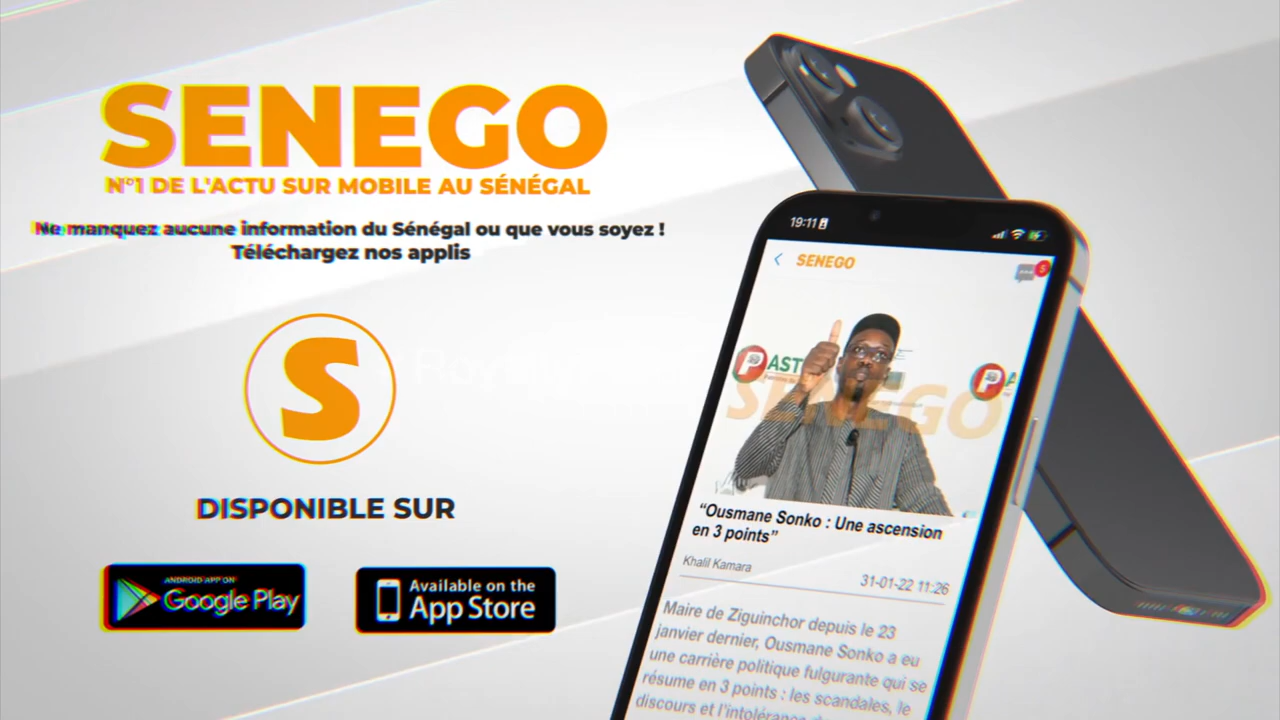 SENEGO
N°1 DE L'ACTU SUR MOBILE AU SÉNÉGAL
Ne manquez aucune information du Sénégal ou que vous soyez !
Téléchargez nos applis
S
DISPONIBLE SUR
ANDROID APP ON
Google Play
Available on the
App Store
19:11
SENEGO
5
P AST
P
SENEGO
“Ousmane Sonko : Une ascension
en 3 points”
Khalil Kamara
31-01-22 11:26
Maire de Ziguinchor depuis le 23
janvier dernier, Ousmane Sonko a eu
une carrière politique fulgurante qui se
résume en 3 points : les scandales, le
discours et l'intolérance